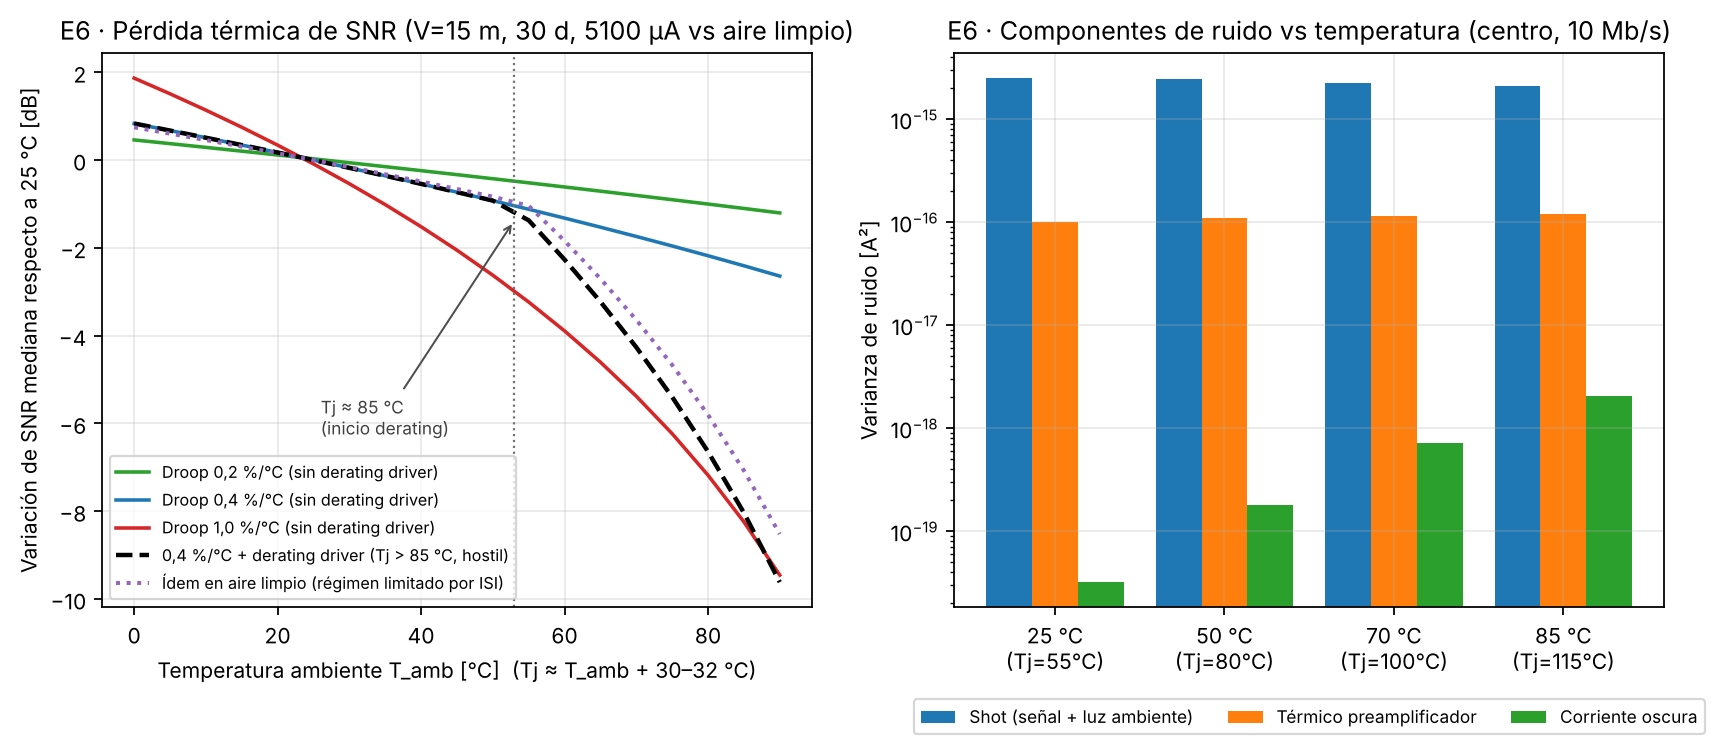 E6 · Pérdida térmica de SNR (V=15 m, 30 d, 5100 µA vs aire limpio)
Variación de SNR mediana respecto a 25 °C [dB]
2
0
−2
−4
−6
−8
−10
Tj ≈ 85 °C
(inicio derating)
Droop 0,2 %/°C (sin derating driver)
Droop 0,4 %/°C (sin derating driver)
Droop 1,0 %/°C (sin derating driver)
0,4 %/°C + derating driver (Tj > 85 °C, hostil)
Ídem en aire limpio (régimen limitado por ISI)
0
20
40
60
80
Temperatura ambiente T_amb [°C]  (Tj ≈ T_amb + 30–32 °C)
E6 · Componentes de ruido vs temperatura (centro, 10 Mb/s)
Varianza de ruido [A²]
10⁻¹⁵
10⁻¹⁶
10⁻¹⁷
10⁻¹⁸
10⁻¹⁹
25 °C
(Tj=55°C)
50 °C
(Tj=80°C)
70 °C
(Tj=100°C)
85 °C
(Tj=115°C)
Shot (señal + luz ambiente)
Térmico preamplificador
Corriente oscura